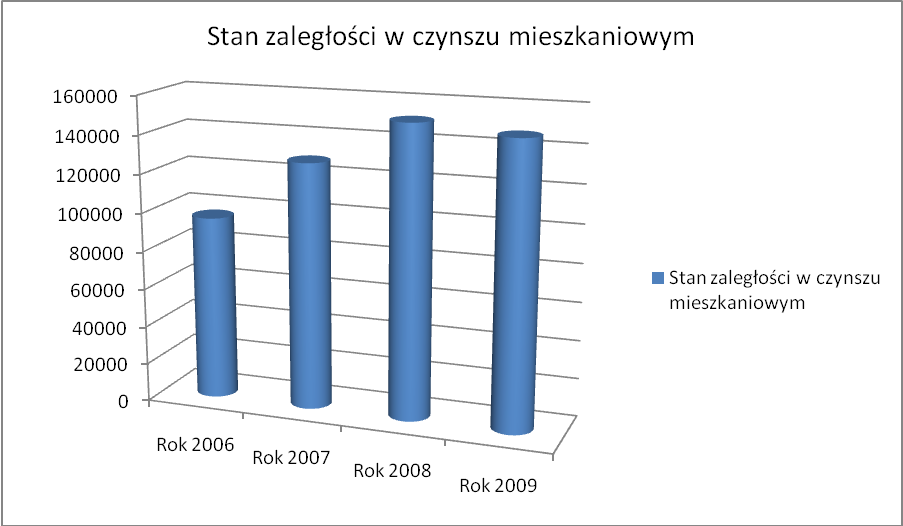 Stan zaległości w czynszu mieszkaniowym
160000
140000
120000
100000
80000
60000
40000
20000
0
Rok 2006
Rok 2007
Rok 2008
Rok 2009
Stan zaległości w czynszu
mieszkaniowym